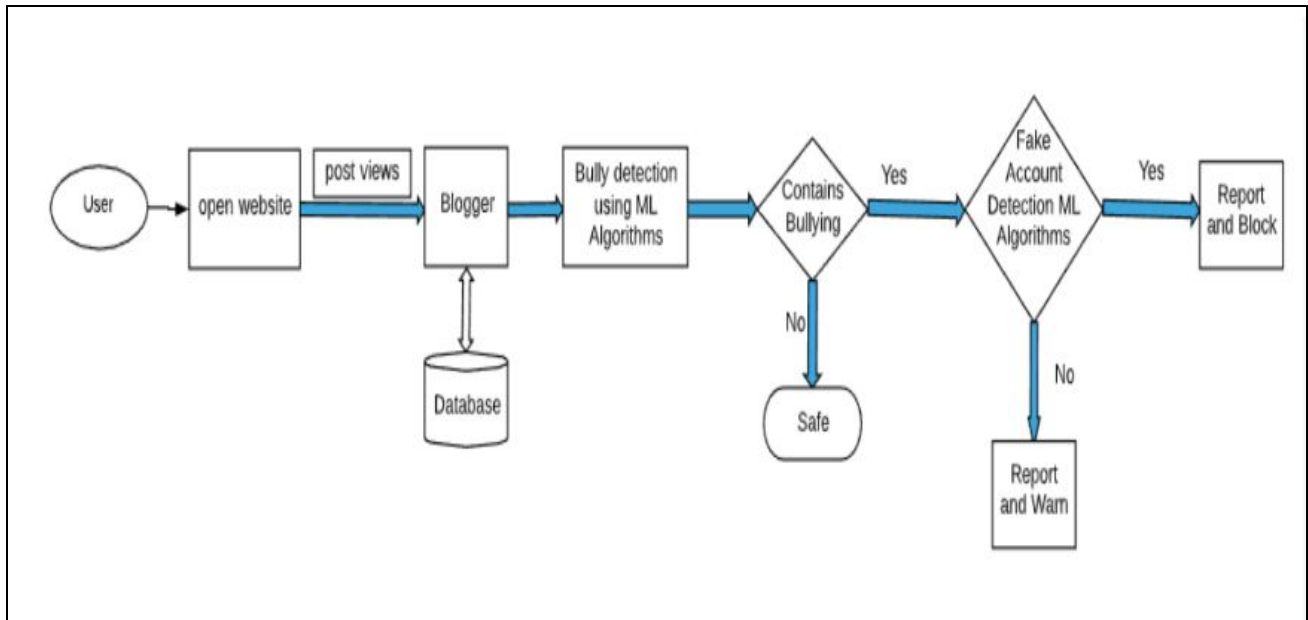 User
open website
post views
Blogger
Database
Bully detection
using ML
Algorithms
Contains
Bullying
Yes
No
Safe
Fake
Account
Detection ML
Algorithms
Yes
Report
and Block
No
Report
and Warn